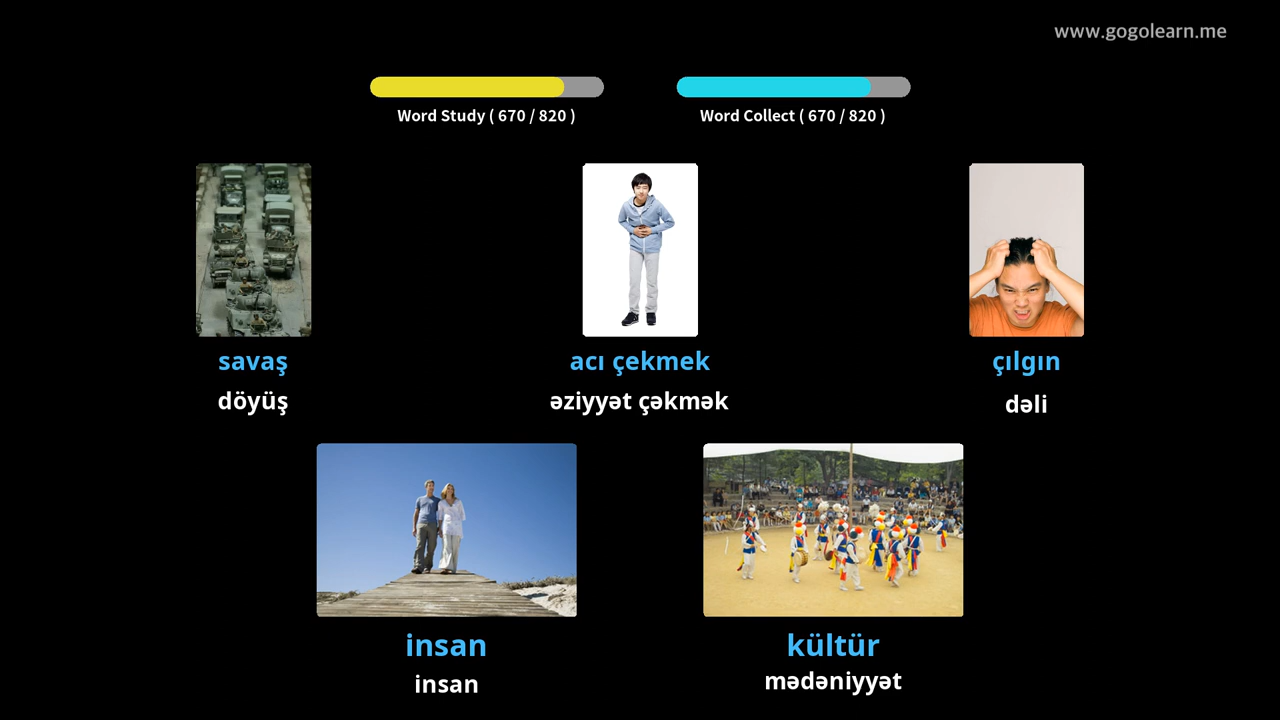 www.gogolearn.me
Word Study ( 670 / 820 )
Word Collect ( 670 / 820 )
savaş
döyüş
acı çekmek
əziyyət çəkmək
çılgın
dəli
insan
insan
kültür
mədəniyyət